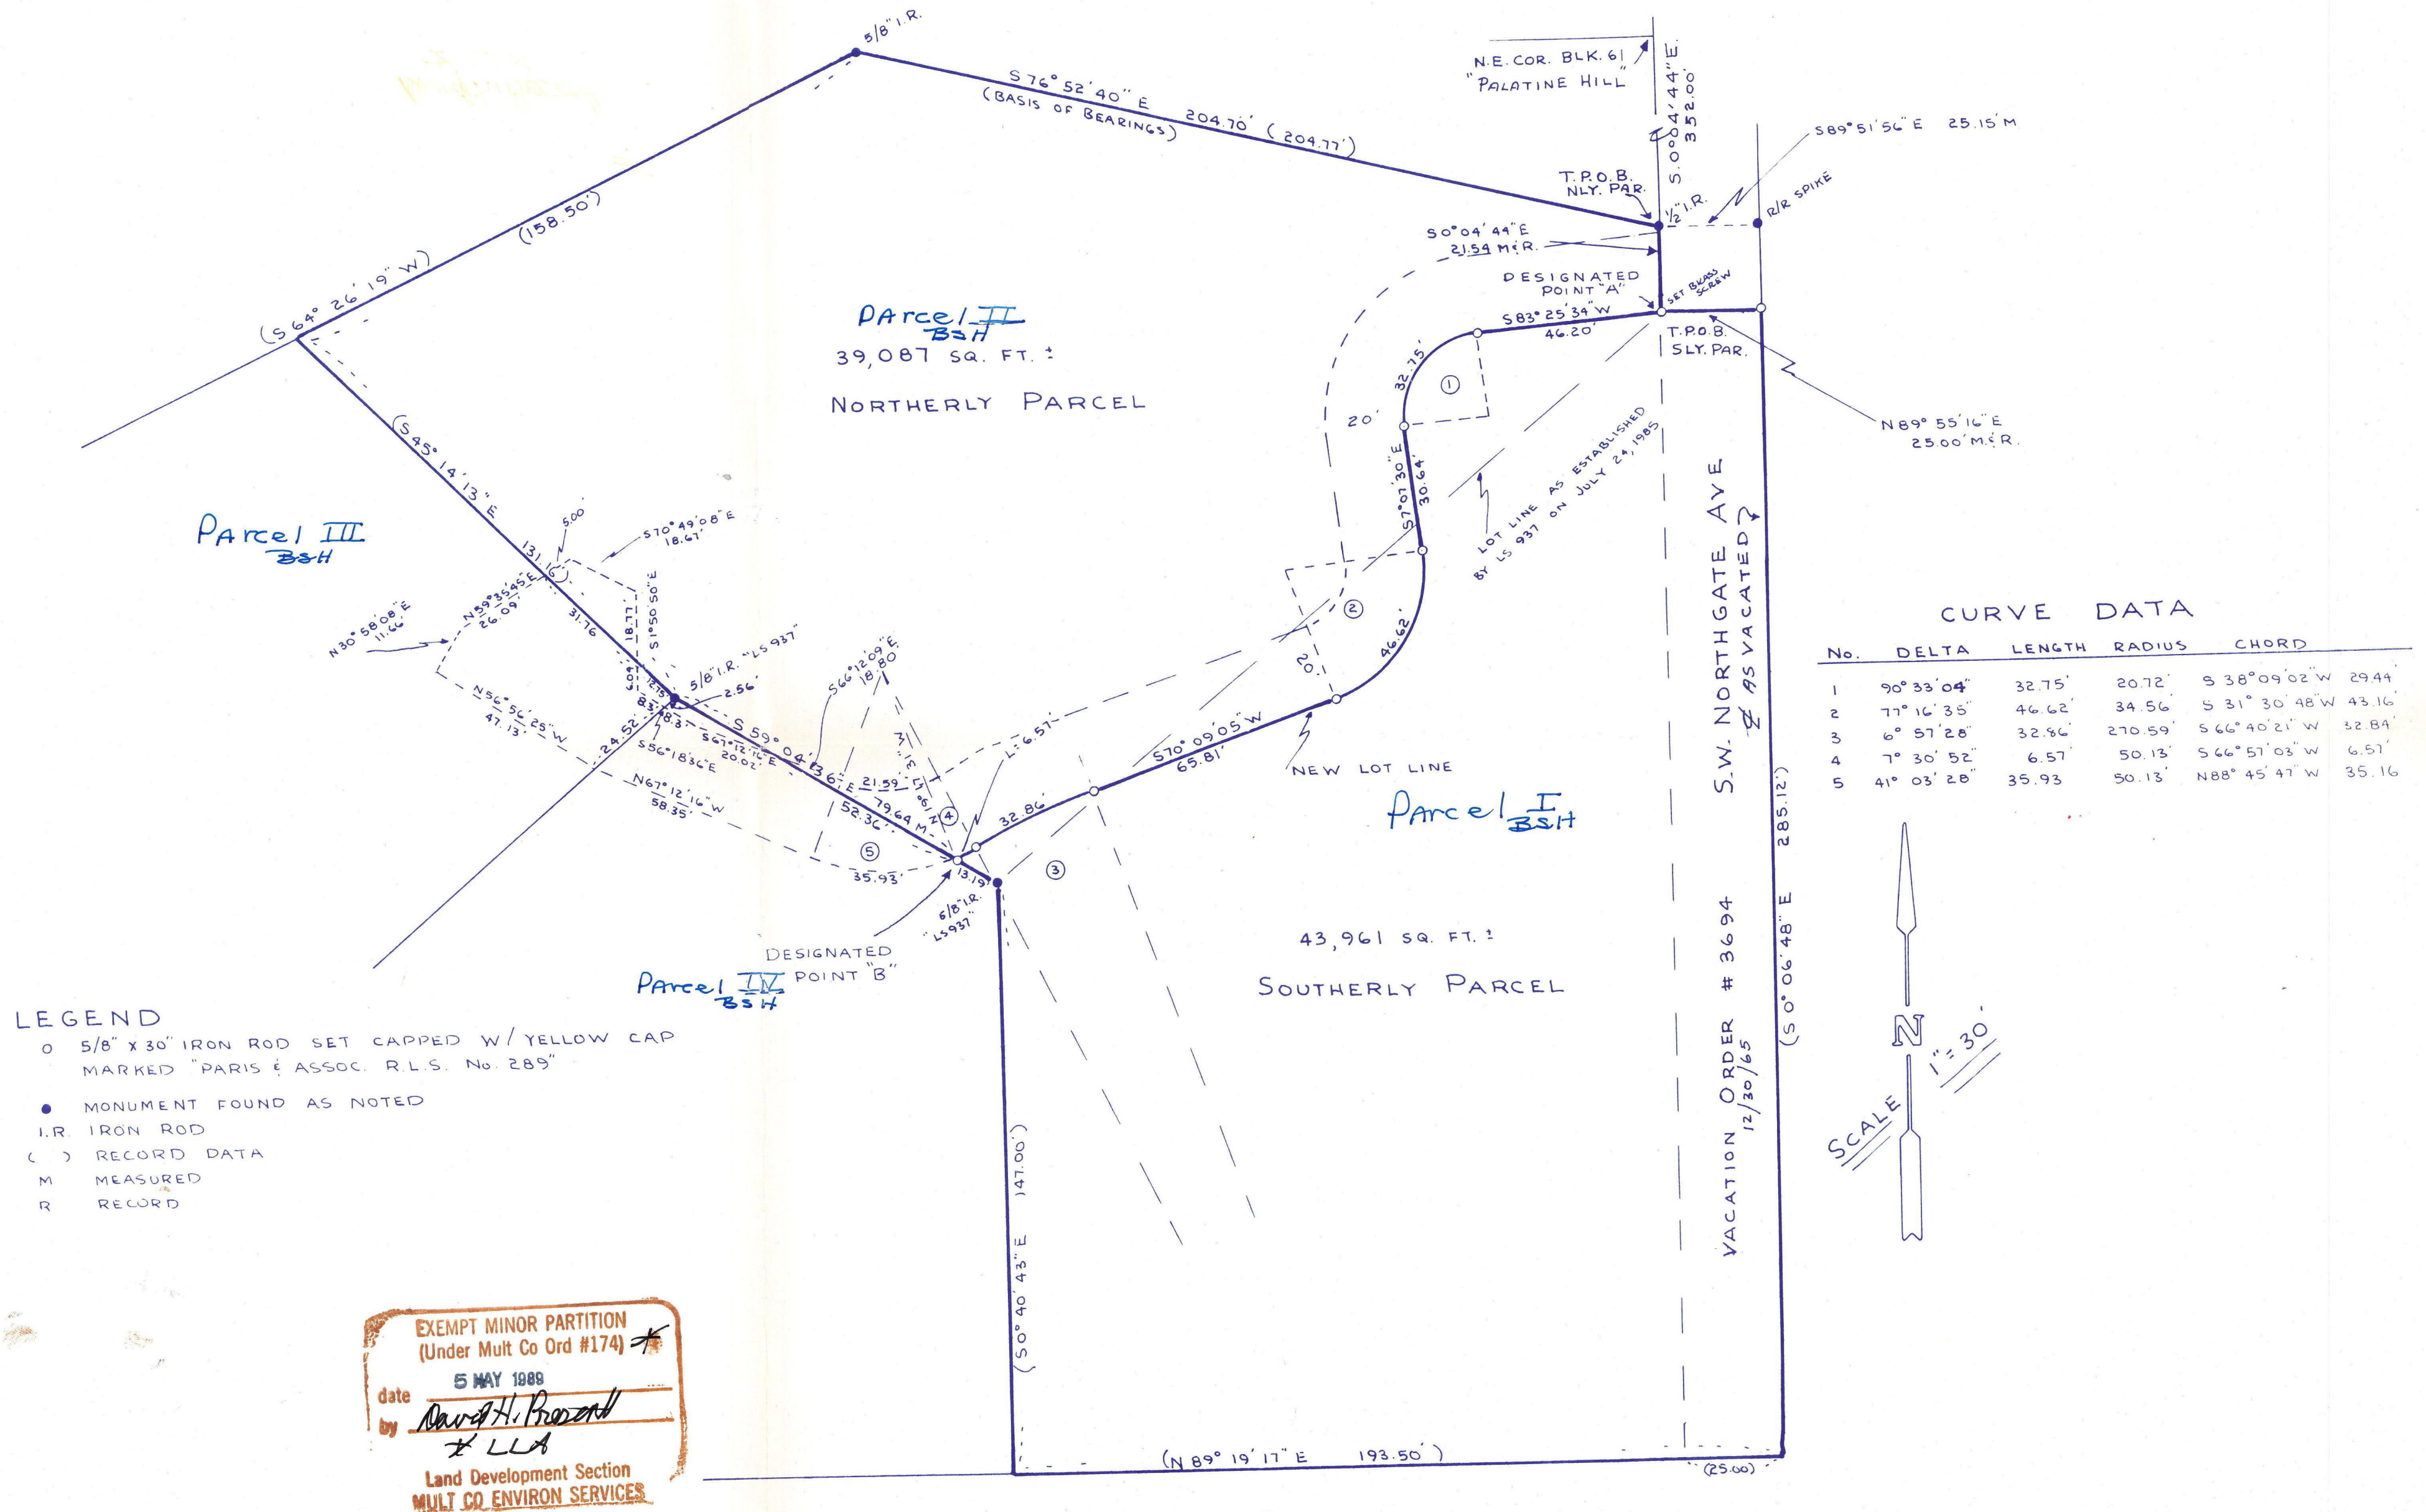 5/8" I.R.
S 76° 52' 40" E 204.70' (204.77')
(BASIS OF BEARINGS)
N.E. COR. BLK. 61
"PALATINE HILL"
S. 0° 04' 44" E.
352.00'
S 89° 51' 56" E 25.15' M
T.P.O.B.
NLY. PAR.
1/2" I.R.
R/R SPIKE
S 0° 04' 44" E
21.54 M & R.
DESIGNATED
POINT "A"
SET BRASS
SCREW
S 83° 25' 34" W
46.20'
T.P.O.B.
SLY. PAR.
N 89° 55' 16" E
25.00' M. & R.
(S 64° 26' 19" W) (158.50')
Parcel II
BSH
39,087 SQ. FT. ±
NORTHERLY PARCEL
32.75'
1
20'
S 7° 07' 30" E
30.64'
LOT LINE AS ESTABLISHED
BY LS 937 ON JULY 24, 1985
(S 45° 14' 13" E 131.16')
Parcel III
BSH
5.00'
S 70° 49' 08" E
18.67'
N 59° 35' 45" E
26.09'
N 30° 58' 08" E
11.66'
31.76
18.77'
S 1° 50' 50" E
6.09'
12.75'
5/8" I.R. "LS 937"
2.56'
8.3'
8.3'
N 56° 56' 25" W
47.13'
24.52'
S 56° 18' 36" E
S 67° 12' 16" E
20.02'
S 66° 12' 09" E
18.80'
S 59° 04' 36" E
79.64 M
21.59'
52.36'
N 67° 12' 16" W
58.35'
4
L= 6.57'
5
35.93'
13.19'
5/8" I.R.
"LS 937"
DESIGNATED
POINT "B"
Parcel IV
BSH
32.86'
3
S 70° 09' 05" W
65.81'
NEW LOT LINE
2
20'
46.62'
Parcel I
BSH
43,961 SQ. FT. ±
SOUTHERLY PARCEL
S.W. NORTHGATE AVE
AS VACATED
VACATION ORDER # 3694
12/30/65
(S 0° 06' 48" E 285.12')
(S 0° 40' 43" E 147.00')
(N 89° 19' 17" E 193.50')
(25.00')
CURVE DATA
No. DELTA LENGTH RADIUS CHORD
1 90° 33' 04" 32.75' 20.72' S 38° 09' 02" W 29.44'
2 77° 16' 35" 46.62' 34.56' S 31° 30' 48" W 43.16'
3 6° 57' 28" 32.86' 270.59' S 66° 40' 21" W 32.84'
4 7° 30' 52" 6.57' 50.13' S 66° 57' 03" W 6.57'
5 41° 03' 28" 35.93 50.13' N 88° 45' 47" W 35.16
N
SCALE 1" = 30'
LEGEND
O 5/8" X 30" IRON ROD SET CAPPED W/ YELLOW CAP
MARKED "PARIS & ASSOC. R.L.S. No. 289"
● MONUMENT FOUND AS NOTED
I.R. IRON ROD
( ) RECORD DATA
M MEASURED
R RECORD
EXEMPT MINOR PARTITION
(Under Mult Co Ord #174) *
date 5 MAY 1989
by David H. Prescott
* LLA
Land Development Section
MULT CO ENVIRON SERVICES